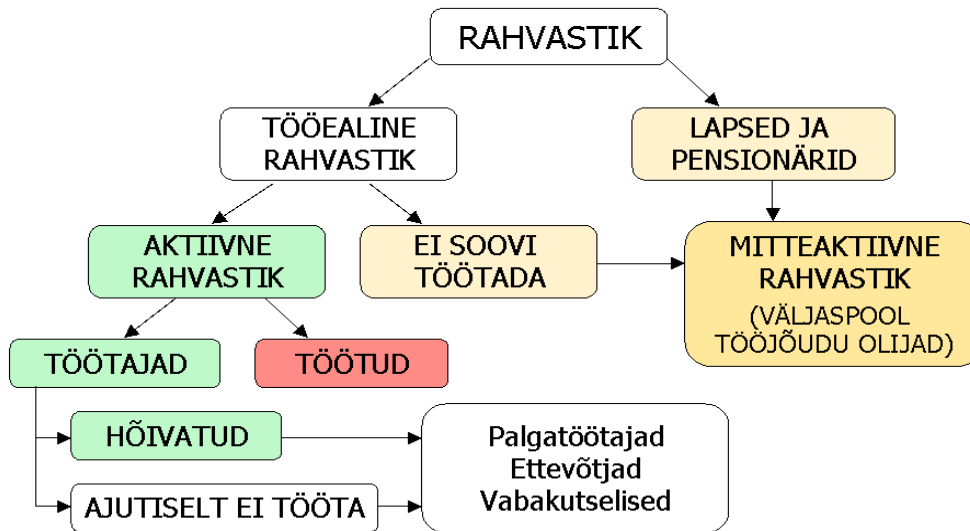 RAHVASTIK
TÖÖEALINE
RAHVASTIK
LAPSED JA
PENSIONÄRID
AKTIIVNE
RAHVASTIK
EI SOOVI
TÖÖTADA
MITTEAKTIIVNE
RAHVASTIK
(VÄLJASPOOL
TÖÖJÕUDU OLIJAD)
TÖÖTAJAD
TÖÖTUD
HÕIVATUD
AJUTISELT EI TÖÖTA
Palgatöötajad
Ettevõtjad
Vabakutselised